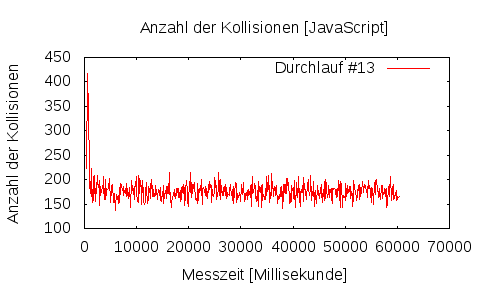 Anzahl der Kollisionen [JavaScript]
Durchlauf #13
Anzahl der Kollisionen
450
400
350
300
250
200
150
100
0 10000 20000 30000 40000 50000 60000 70000
Messzeit [Millisekunde]